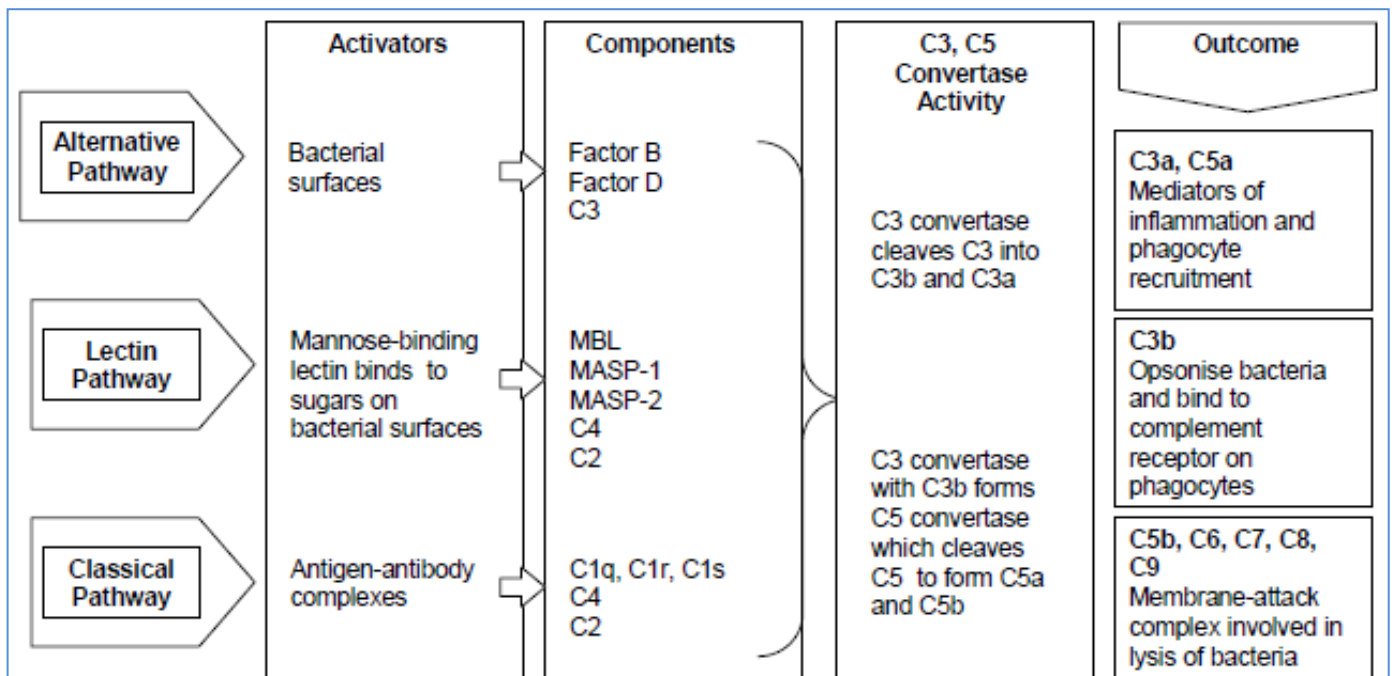 Activators
Components
C3, C5
Convertase
Activity
Outcome
Alternative
Pathway
Bacterial
surfaces
Factor B
Factor D
C3
Lectin
Pathway
Mannose-binding
lectin binds to
sugars on
bacterial surfaces
MBL
MASP-1
MASP-2
C4
C2
Classical
Pathway
Antigen-antibody
complexes
C1q, C1r, C1s
C4
C2
C3 convertase
cleaves C3 into
C3b and C3a
C3 convertase
with C3b forms
C5 convertase
which cleaves
C5 to form C5a
and C5b
C3a, C5a
Mediators of
inflammation and
phagocyte
recruitment
C3b
Opsonise bacteria
and bind to
complement
receptor on
phagocytes
C5b, C6, C7, C8,
C9
Membrane-attack
complex involved in
lysis of bacteria